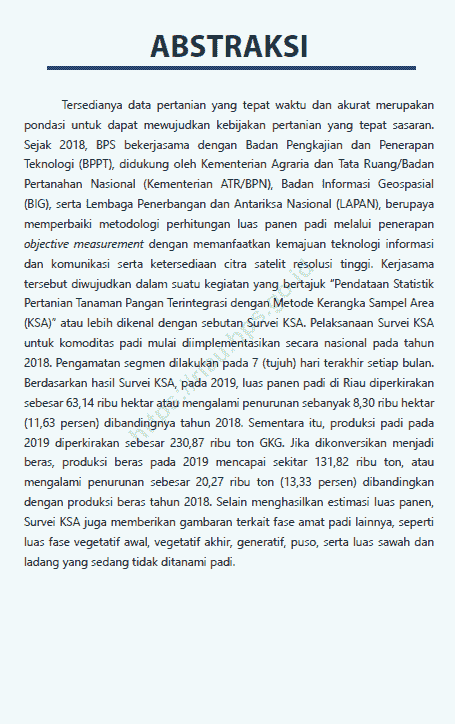 ABSTRAKSI
Tersedianya data pertanian yang tepat waktu dan akurat merupakan
pondasi untuk dapat mewujudkan kebijakan pertanian yang tepat sasaran.
Sejak 2018, BPS bekerjasama dengan Badan Pengkajian dan Penerapan
Teknologi (BPPT), didukung oleh Kementerian Agraria dan Tata Ruang/Badan
Pertanahan Nasional (Kementerian ATR/BPN), Badan Informasi Geospasial
(BIG), serta Lembaga Penerbangan dan Antariksa Nasional (LAPAN), berupaya
memperbaiki metodologi perhitungan luas panen padi melalui penerapan
objective measurement dengan memanfaatkan kemajuan teknologi informasi
dan komunikasi serta ketersediaan citra satelit resolusi tinggi. Kerjasama
tersebut diwujudkan dalam suatu kegiatan yang bertajuk “Pendataan Statistik
Pertanian Tanaman Pangan Terintegrasi dengan Metode Kerangka Sampel Area
(KSA)” atau lebih dikenal dengan sebutan Survei KSA. Pelaksanaan Survei KSA
untuk komoditas padi mulai diimplementasikan secara nasional pada tahun
2018. Pengamatan segmen dilakukan pada 7 (tujuh) hari terakhir setiap bulan.
Berdasarkan hasil Survei KSA, pada 2019, luas panen padi di Riau diperkirakan
sebesar 63,14 ribu hektar atau mengalami penurunan sebanyak 8,30 ribu hektar
(11,63 persen) dibandingnya tahun 2018. Sementara itu, produksi padi pada
2019 diperkirakan sebesar 230,87 ribu ton GKG. Jika dikonversikan menjadi
beras, produksi beras pada 2019 mencapai sekitar 131,82 ribu ton, atau
mengalami penurunan sebesar 20,27 ribu ton (13,33 persen) dibandingkan
dengan produksi beras tahun 2018. Selain menghasilkan estimasi luas panen,
Survei KSA juga memberikan gambaran terkait fase amat padi lainnya, seperti
luas fase vegetatif awal, vegetatif akhir, generatif, puso, serta luas sawah dan
ladang yang sedang tidak ditanami padi.
https://riau.bps.go.id